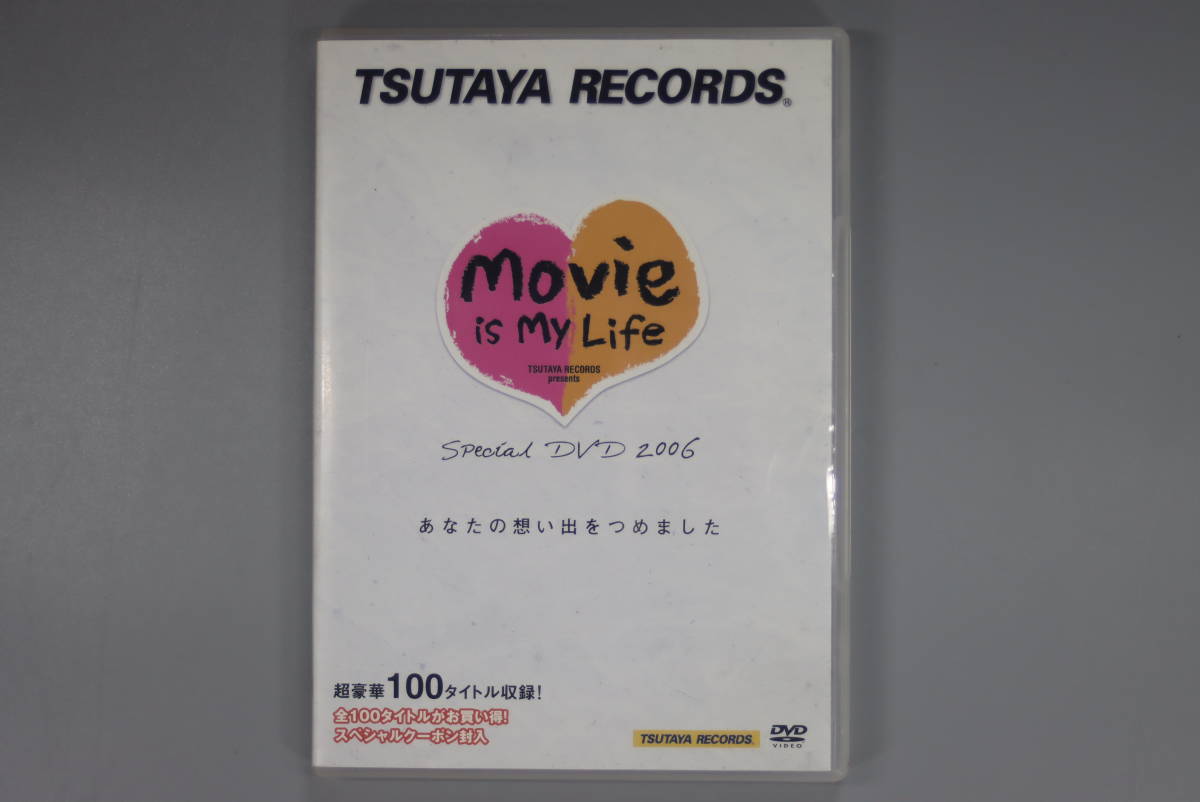 TSUTAYA RECORDS®
Movie
is My Life
TSUTAYA RECORDS
presents
Special DVD 2006
あなたの想い出をつめました
超豪華100タイトル収録!
全100タイトルがお買い得!
スペシャルクーポン封入
TSUTAYA RECORDS®
DVD
VIDEO